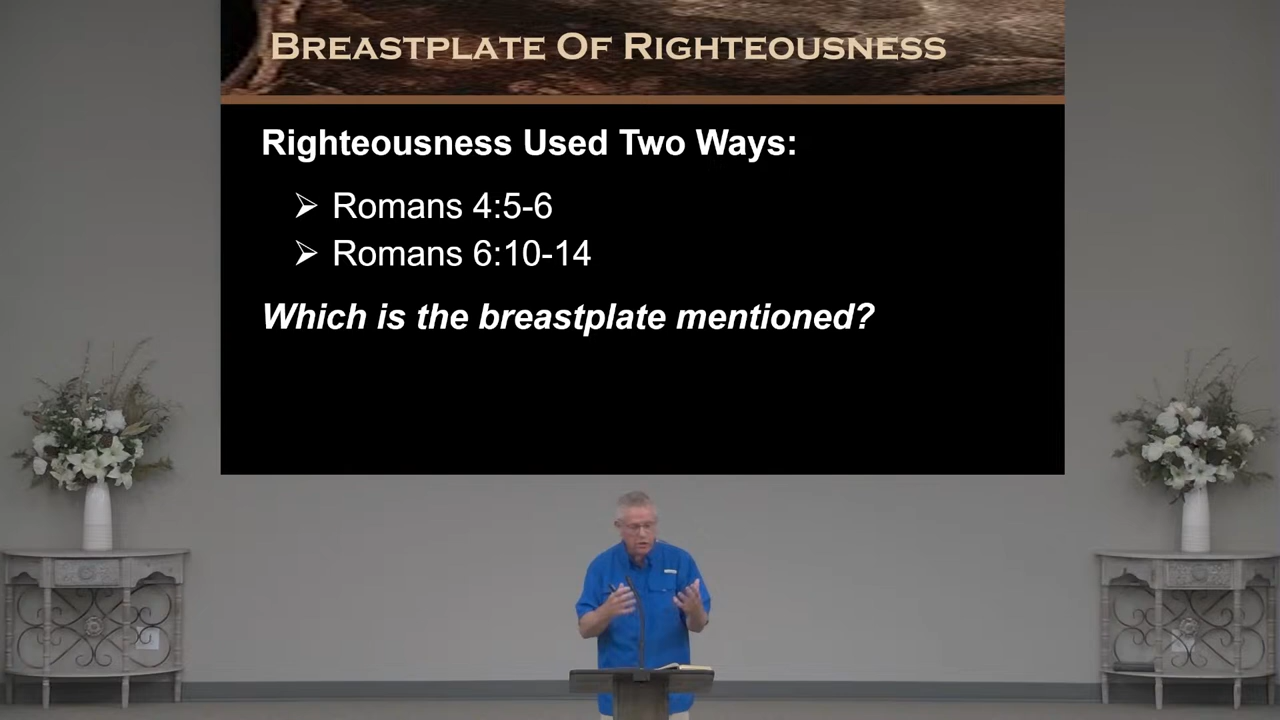 BREASTPLATE OF RIGHTEOUSNESS
Righteousness Used Two Ways:
➢ Romans 4:5-6
➢ Romans 6:10-14
Which is the breastplate mentioned?